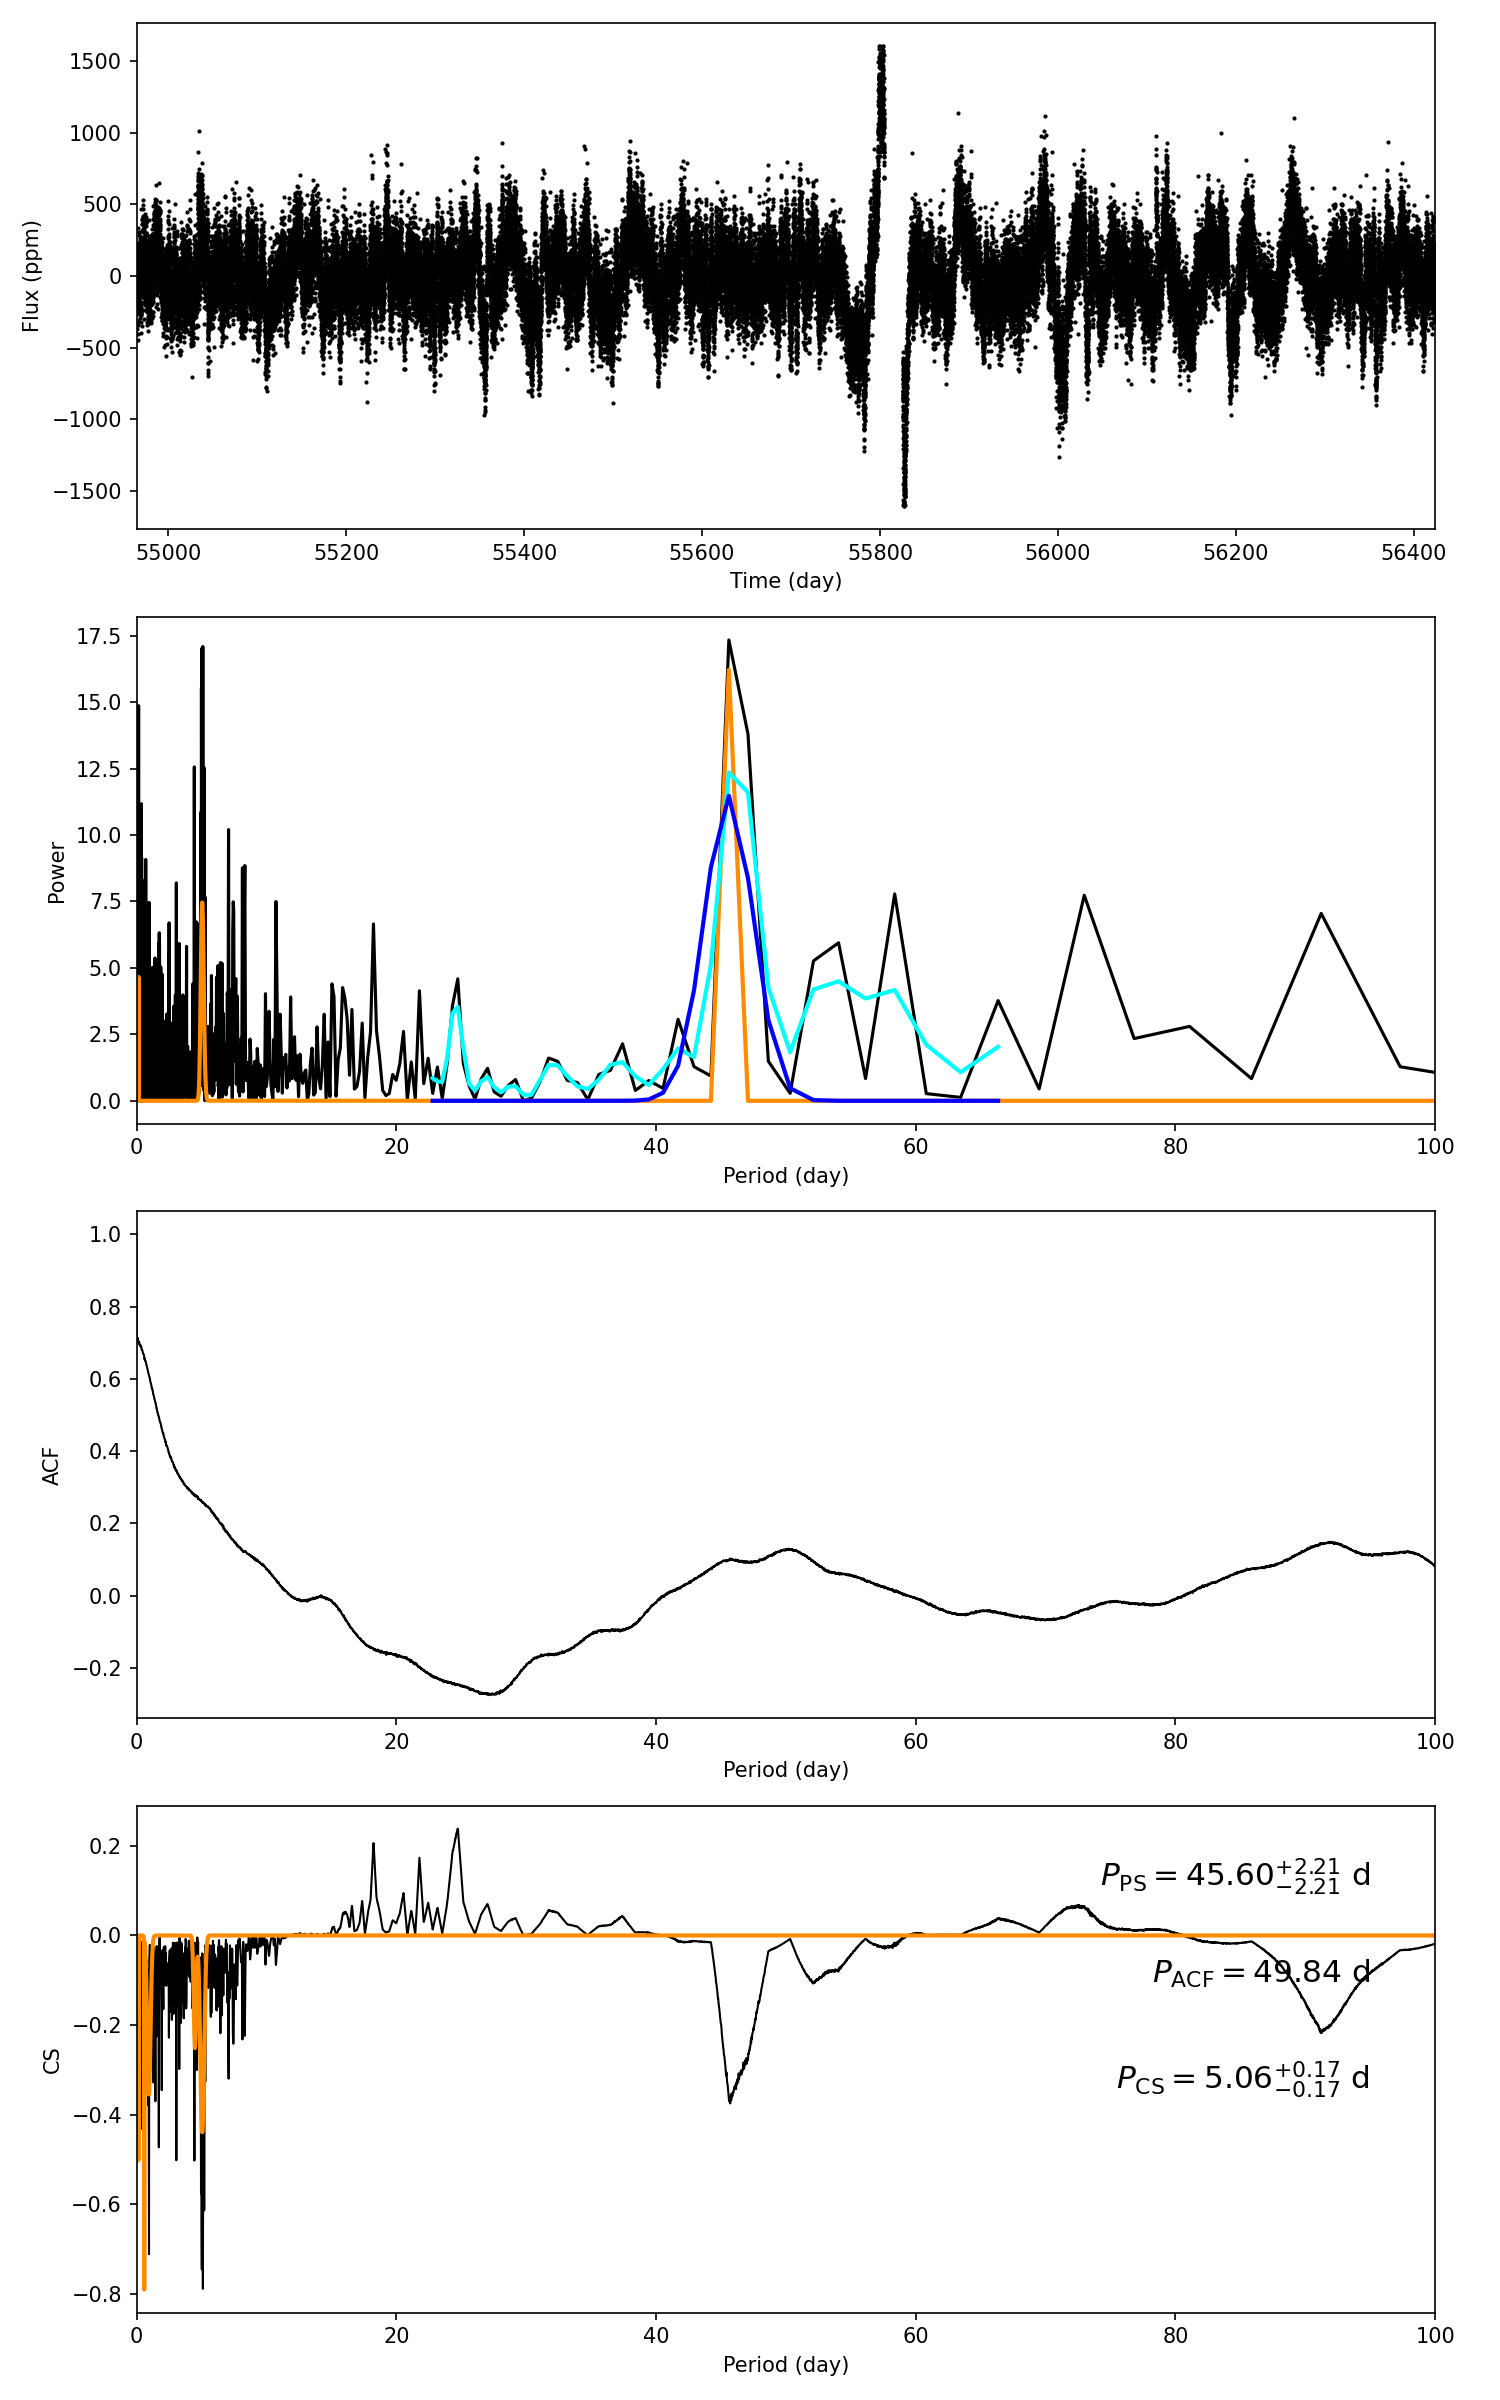 1500
1000
500
0
−500
−1000
−1500
Flux (ppm)
55000 55200 55400 55600 55800 56000 56200 56400
Time (day)
17.5
15.0
12.5
10.0
7.5
5.0
2.5
0.0
Power
0 20 40 60 80 100
Period (day)
1.0
0.8
0.6
0.4
0.2
0.0
−0.2
ACF
0 20 40 60 80 100
Period (day)
0.2
0.0
−0.2
−0.4
−0.6
−0.8
CS
P_PS = 45.60 +2.21 −2.21 d
P_ACF = 49.84 d
P_CS = 5.06 +0.17 −0.17 d
0 20 40 60 80 100
Period (day)